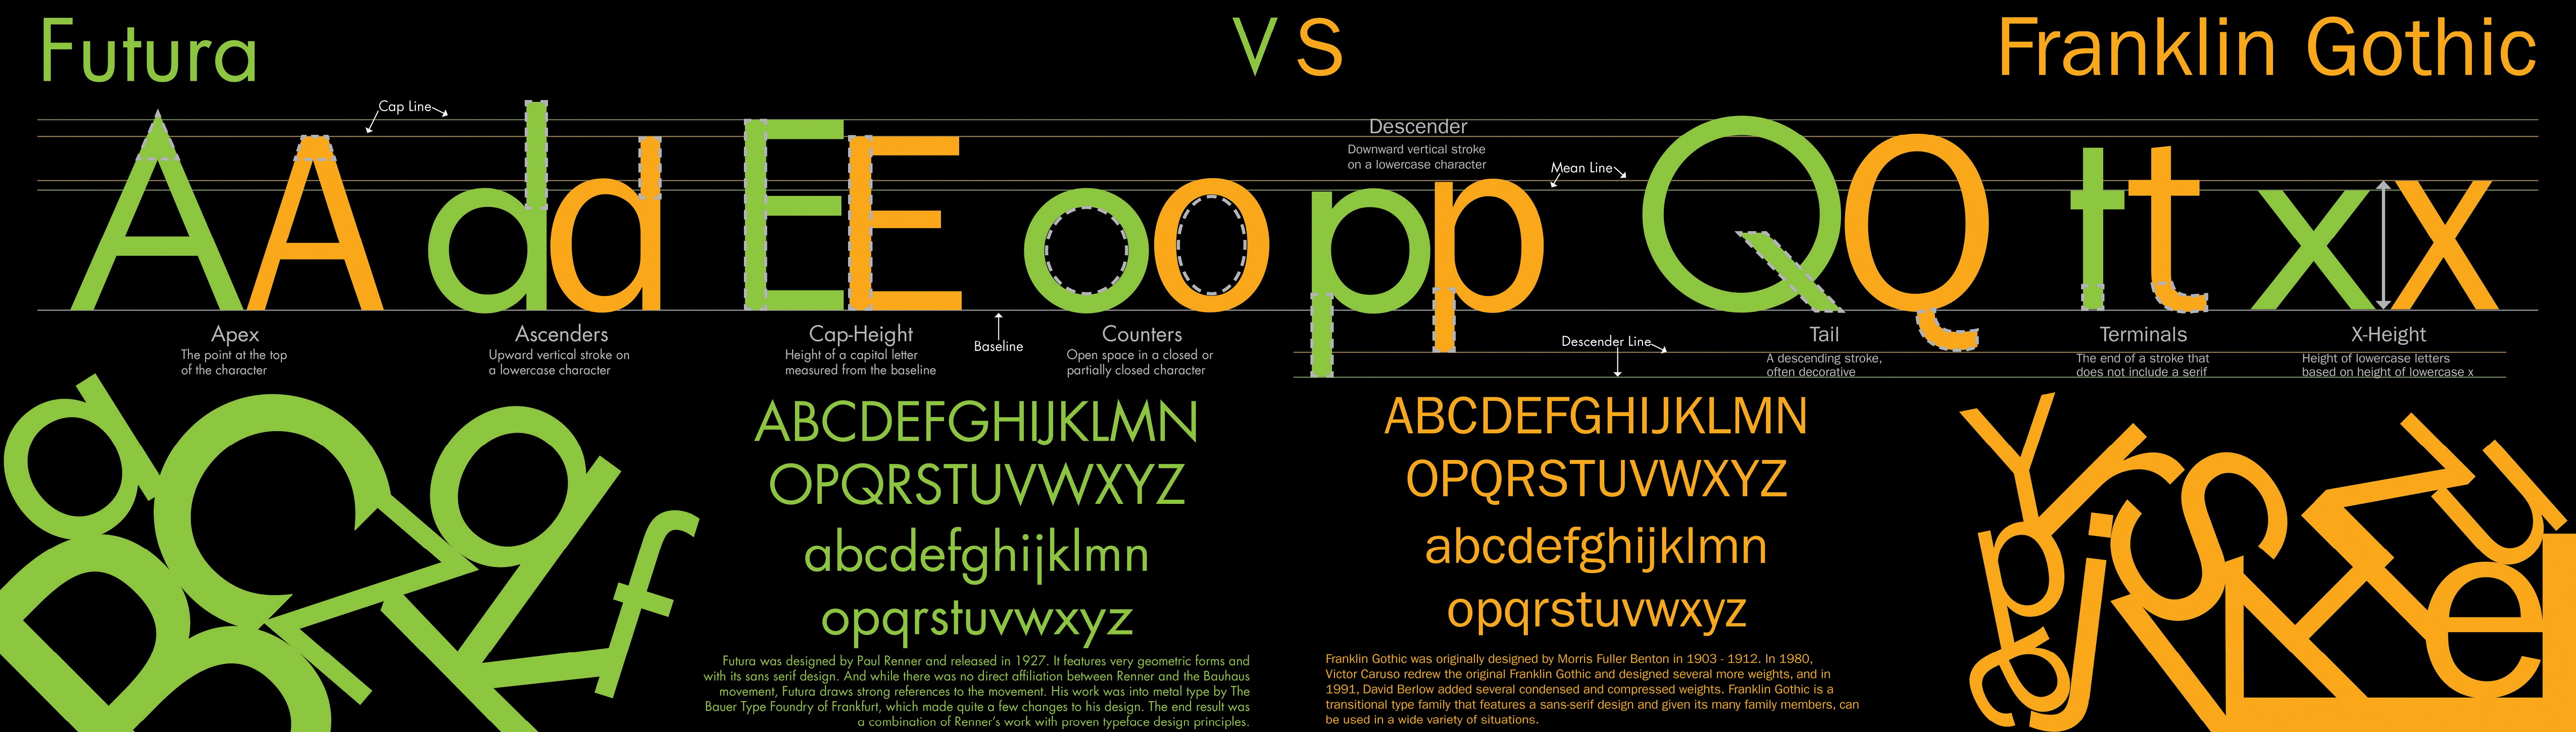 Futura
VS
Franklin Gothic
Cap Line
Descender
Downward vertical stroke
on a lowercase character
Mean Line
A A d d E E o o p p Q Q t t x x
Apex
The point at the top
of the character
Ascenders
Upward vertical stroke on
a lowercase character
Cap-Height
Height of a capital letter
measured from the baseline
Baseline
Counters
Open space in a closed or
partially closed character
Descender Line
Tail
A descending stroke,
often decorative
Terminals
The end of a stroke that
does not include a serif
X-Height
Height of lowercase letters
based on height of lowercase x
ABCDEFGHIJKLMN
OPQRSTUVWXYZ
abcdefghijklmn
opqrstuvwxyz
Futura was designed by Paul Renner and released in 1927. It features very geometric forms and
with its sans serif design. And while there was no direct affiliation between Renner and the Bauhaus
movement, Futura draws strong references to the movement. His work was into metal type by The
Bauer Type Foundry of Frankfurt, which made quite a few changes to his design. The end result was
a combination of Renner's work with proven typeface design principles.
ABCDEFGHIJKLMN
OPQRSTUVWXYZ
abcdefghijklmn
opqrstuvwxyz
Franklin Gothic was originally designed by Morris Fuller Benton in 1903 - 1912. In 1980,
Victor Caruso redrew the original Franklin Gothic and designed several more weights, and in
1991, David Berlow added several condensed and compressed weights. Franklin Gothic is a
transitional type family that features a sans-serif design and given its many family members, can
be used in a wide variety of situations.